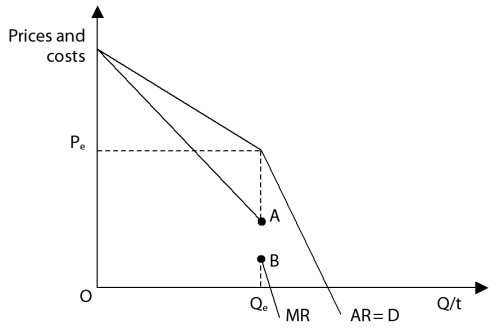 Prices and
costs
Pₑ
A
B
O
Qₑ
MR
AR = D
Q/t